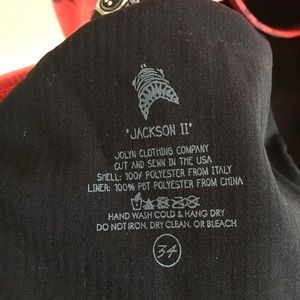 "JACKSON II"
JOLYN CLOTHING COMPANY
CUT AND SEWN IN THE USA
SHELL: 100% POLYESTER FROM ITALY
LINER: 100% PBT POLYESTER FROM CHINA
HAND WASH COLD & HANG DRY
DO NOT IRON, DRY CLEAN, OR BLEACH
34